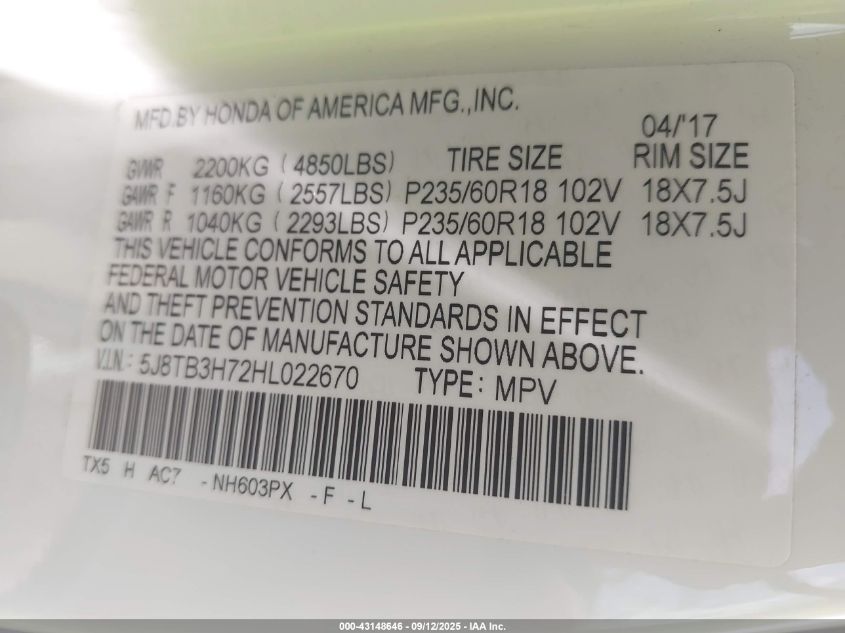 MFD.BY HONDA OF AMERICA MFG.,INC.
04/'17
GVWR 2200KG (4850LBS) TIRE SIZE RIM SIZE
GAWR F 1160KG (2557LBS) P235/60R18 102V 18X7.5J
GAWR R 1040KG (2293LBS) P235/60R18 102V 18X7.5J
THIS VEHICLE CONFORMS TO ALL APPLICABLE
FEDERAL MOTOR VEHICLE SAFETY
AND THEFT PREVENTION STANDARDS IN EFFECT
ON THE DATE OF MANUFACTURE SHOWN ABOVE.
V.I.N.: 5J8TB3H72HL022670 TYPE: MPV
TX5 H AC7 -NH603PX -F -L
000-43148646 - 09/12/2025 - IAA Inc.